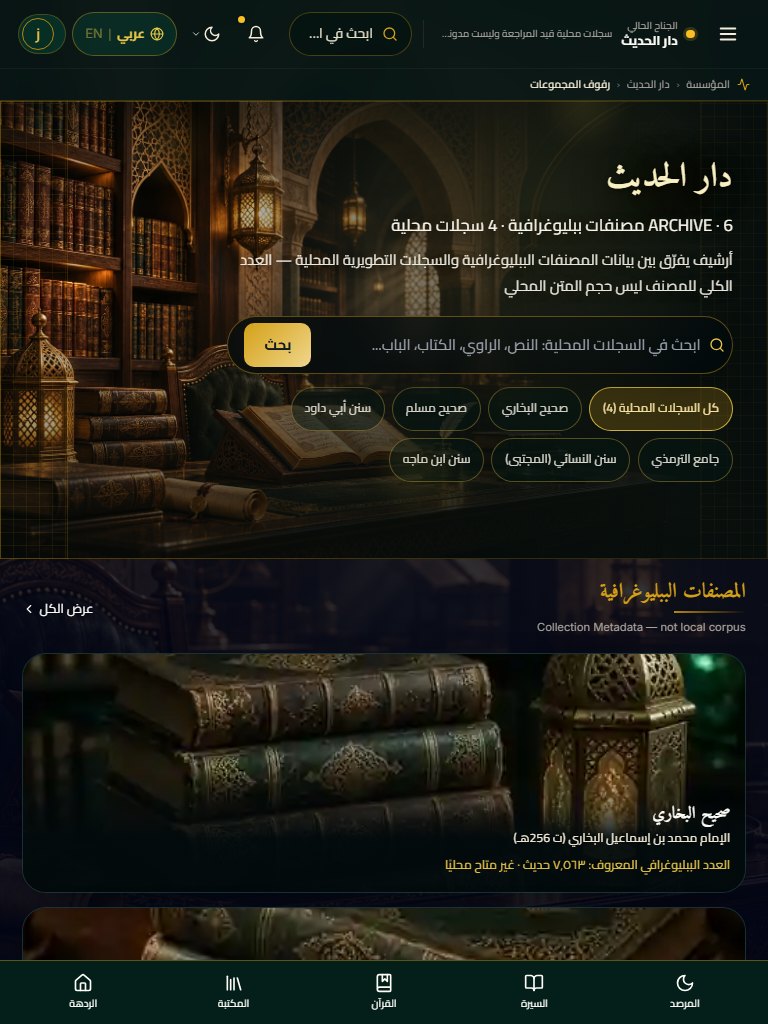 الجناح الحالي
دار الحديث
سجلات محلية قيد المراجعة وليست مدونـ...
ابحث في ا...
عربي | EN
j
المؤسسة ‹ دار الحديث ‹ رفوف المجموعات
دار الحديث
ARCHIVE · 6 مصنفات ببليوغرافية · 4 سجلات محلية
أرشيف يفرّق بين بيانات المصنفات الببليوغرافية والسجلات التطويرية المحلية — العدد
الكلي للمصنف ليس حجم المتن المحلي
ابحث في السجلات المحلية: النص، الراوي، الكتاب، الباب...
بحث
كل السجلات المحلية (4)
صحيح البخاري
صحيح مسلم
سنن أبي داود
جامع الترمذي
سنن النسائي (المجتبى)
سنن ابن ماجه
المصنفات الببليوغرافية
عرض الكل
Collection Metadata — not local corpus
صحيح البخاري
الإمام محمد بن إسماعيل البخاري (ت 256هـ)
العدد الببليوغرافي المعروف: ٧٬٥٦٣ حديث · غير متاح محليًا
المرصد
السيرة
القرآن
المكتبة
الردهة